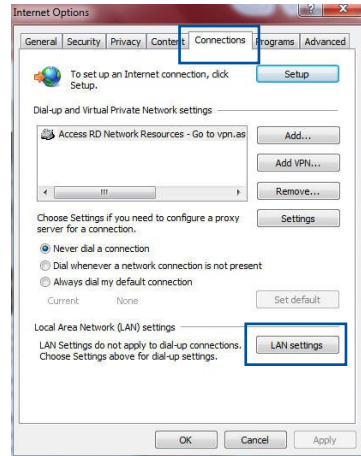 Internet Options
General Security Privacy Content Connections Programs Advanced
To set up an Internet connection, click
Setup.
Setup
Dial-up and Virtual Private Network settings
Access RD Network Resources - Go to vpn.as
Add...
Add VPN...
Remove...
Choose Settings if you need to configure a proxy
server for a connection.
Settings
Never dial a connection
Dial whenever a network connection is not present
Always dial my default connection
Current None
Set default
Local Area Network (LAN) settings
LAN Settings do not apply to dial-up connections.
Choose Settings above for dial-up settings.
LAN settings
OK Cancel Apply